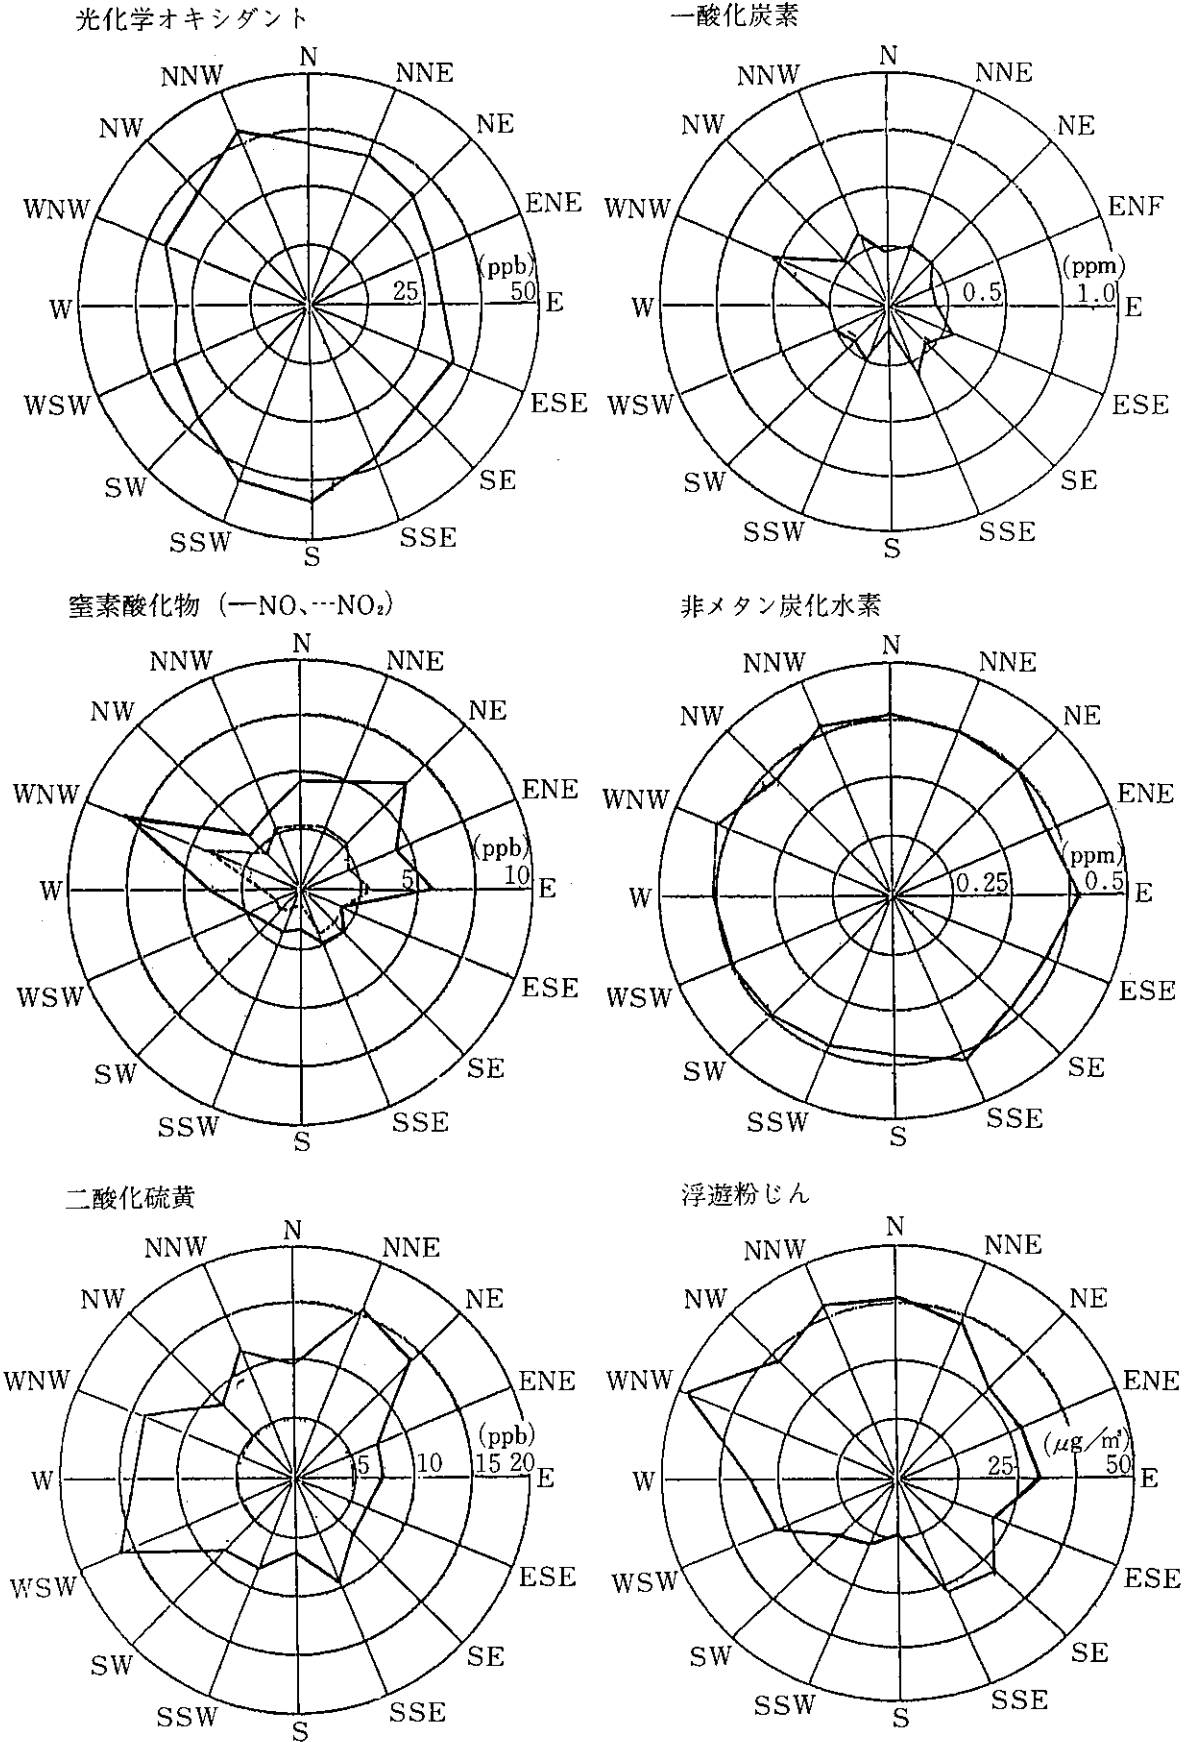 光化学オキシダント
N
NNW
NNE
NW
NE
WNW
ENE
(ppb)
W
25
50
E
WSW
ESE
SW
SE
SSW
SSE
S
一酸化炭素
N
NNW
NNE
NW
NE
WNW
ENF
(ppm)
W
0.5
1.0
E
WSW
ESE
SW
SE
SSW
SSE
S
窒素酸化物 (—NO、---NO₂)
N
NNW
NNE
NW
NE
WNW
ENE
(ppb)
W
5
10
E
WSW
ESE
SW
SE
SSW
SSE
S
非メタン炭化水素
N
NNW
NNE
NW
NE
WNW
ENE
(ppm)
W
0.25
0.5
E
WSW
ESE
SW
SE
SSW
SSE
S
二酸化硫黄
N
NNW
NNE
NW
NE
WNW
ENE
(ppb)
W
5
10
15 20
E
WSW
ESE
SW
SE
SSW
SSE
S
浮遊粉じん
N
NNW
NNE
NW
NE
WNW
ENE
(μg/㎥)
W
25
50
E
WSW
ESE
SW
SE
SSW
SSE
S